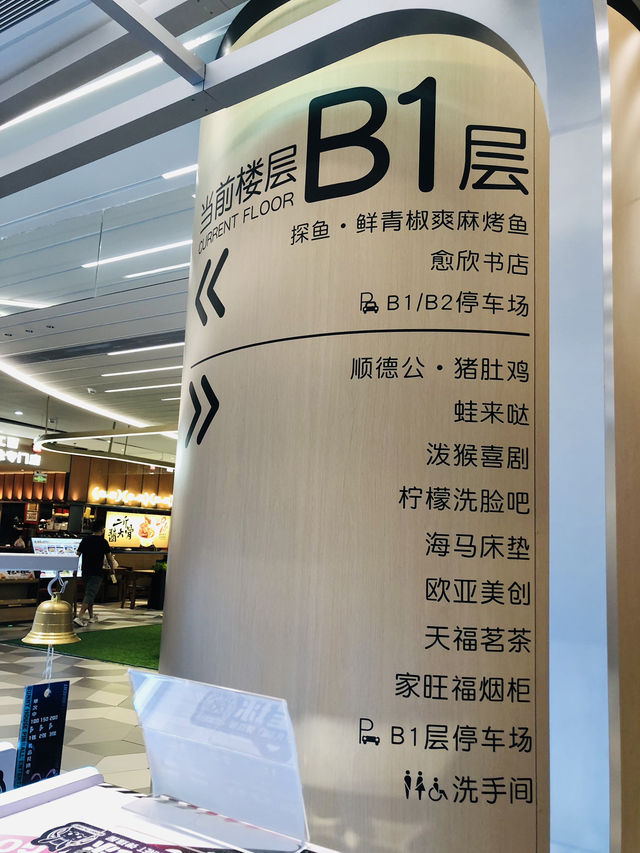 当前楼层
CURRENT FLOOR
B1层
探鱼·鲜青椒爽麻烤鱼
愈欣书店
B1/B2停车场
顺德公·猪肚鸡
蛙来哒
泼猴喜剧
柠檬洗脸吧
海马床垫
欧亚美创
天福茗茶
家旺福烟柜
B1层停车场
洗手间